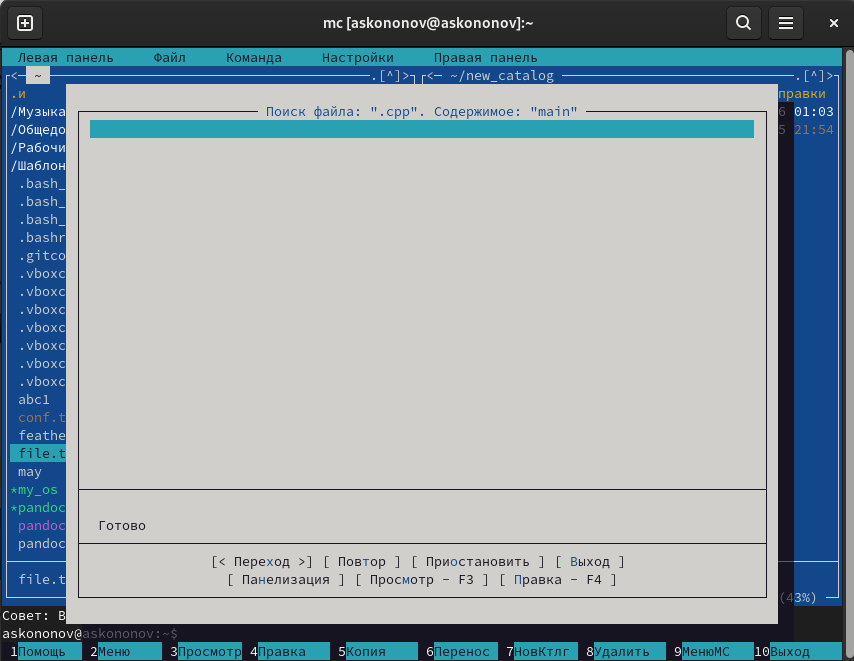 mc [askononov@askononov]:~
Левая панель Файл Команда Настройки Правая панель
<— ~ .[^]> <— ~/new_catalog .[^]>
.и правки
/Музыка 01:03
/Общедо 5 21:54
/Рабочи
/Шаблон
.bash_
.bash_
.bash_
.bashr
.gitco
.vboxc
.vboxc
.vboxc
.vboxc
.vboxc
.vboxc
.vboxc
abc1
conf.t
feathe
file.t
may
*my_os
*pandoc
pandoc
pandoc
file.t (43%)
Поиск файла: ".cpp". Содержимое: "main"
Готово
[< Переход >] [ Повтор ] [ Приостановить ] [ Выход ]
[ Панелизация ] [ Просмотр - F3 ] [ Правка - F4 ]
Совет: В
askononov@askononov:~$
1Помощь 2Меню 3Просмотр 4Правка 5Копия 6Перенос 7НовКтлг 8Удалить 9МенюMC 10Выход